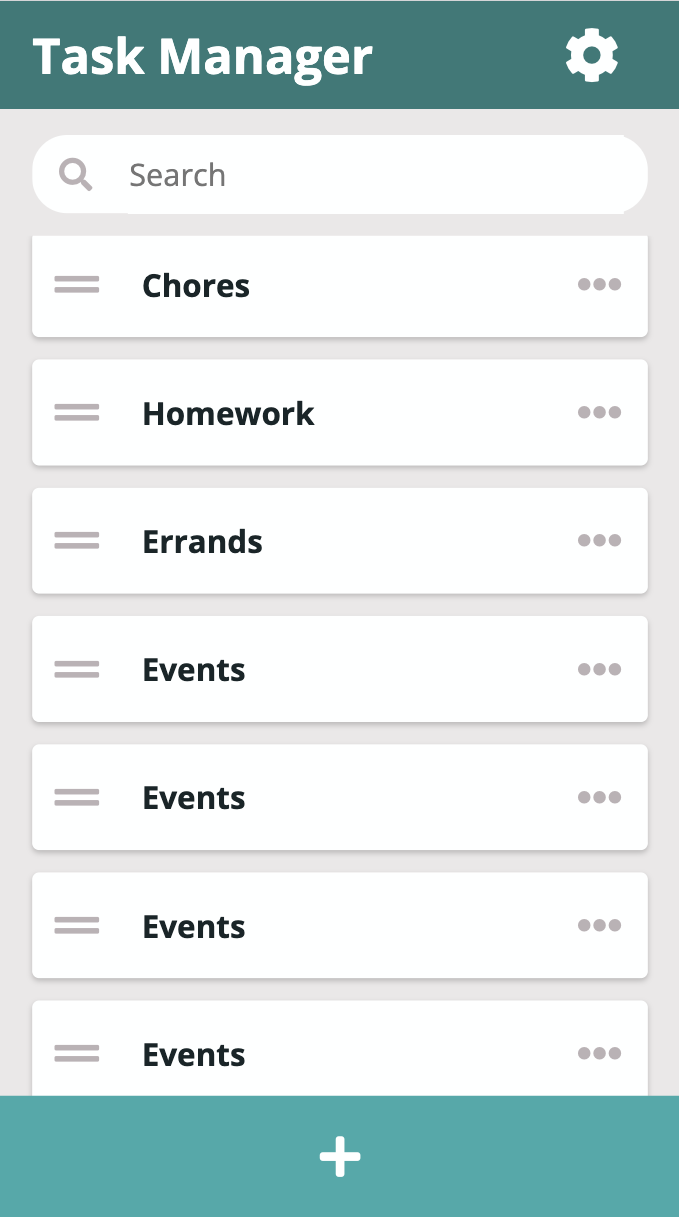 Task Manager
Search
Chores
Homework
Errands
Events
Events
Events
Events